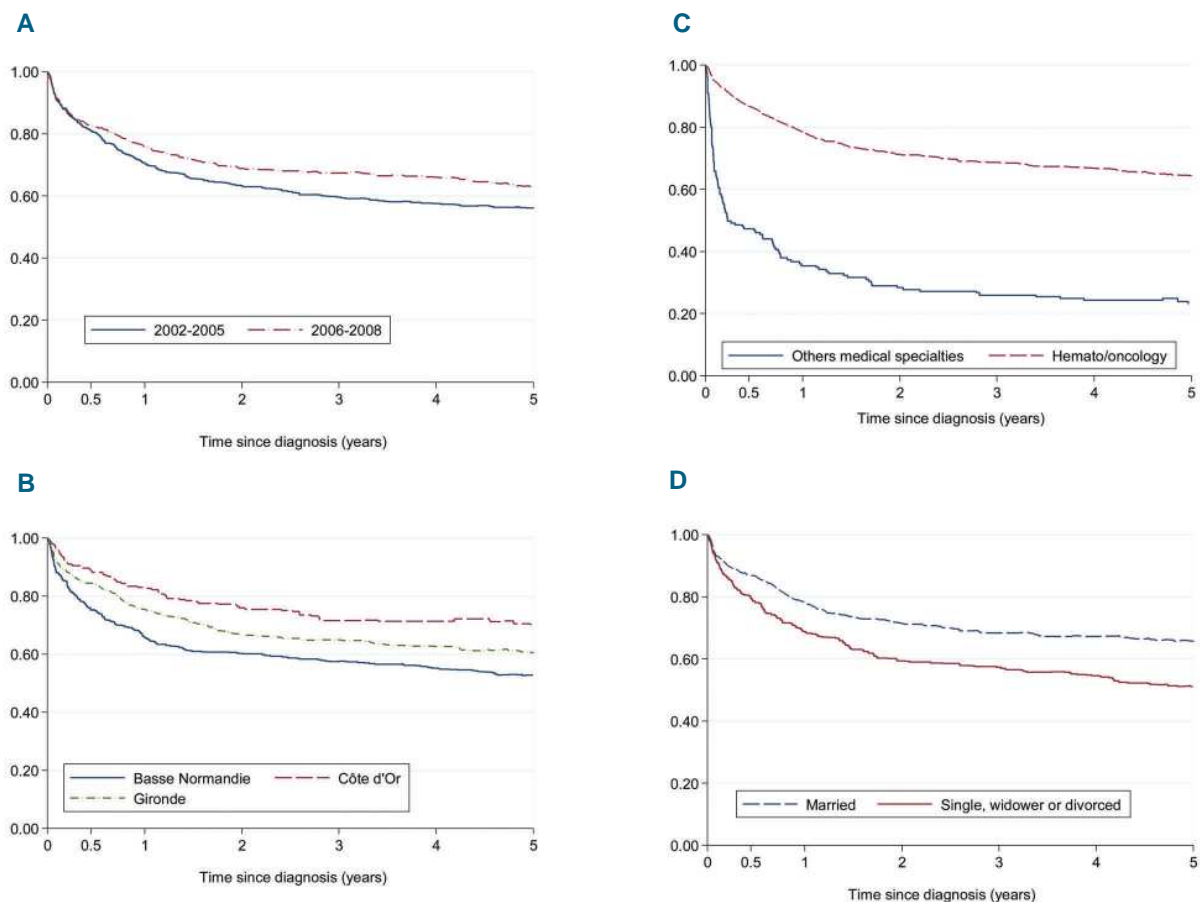 A
1.00
0.80
0.60
0.40
0.20
0.00
2002-2005 2006-2008
0 0.5 1 2 3 4 5
Time since diagnosis (years)
B
1.00
0.80
0.60
0.40
0.20
0.00
Basse Normandie Côte d'Or
Gironde
0 0.5 1 2 3 4 5
Time since diagnosis (years)
C
1.00
0.80
0.60
0.40
0.20
0.00
Others medical specialties Hemato/oncology
0 0.5 1 2 3 4 5
Time since diagnosis (years)
D
1.00
0.80
0.60
0.40
0.20
0.00
Married Single, widower or divorced
0 0.5 1 2 3 4 5
Time since diagnosis (years)